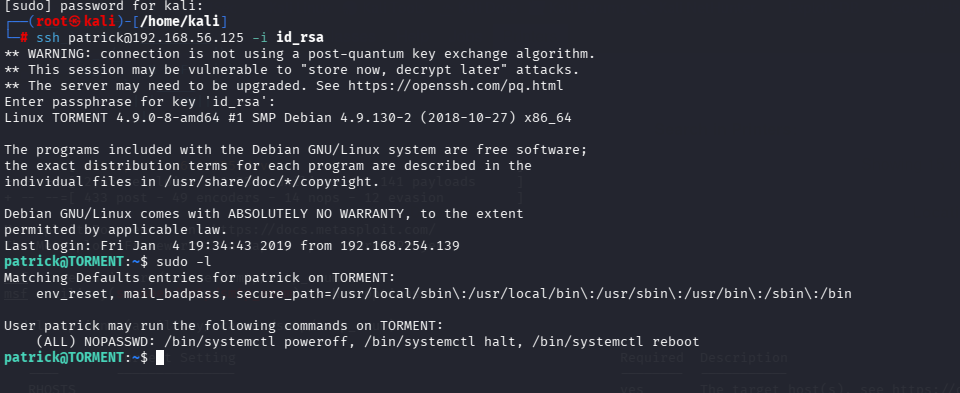 [sudo] password for kali:
┌──(root㉿kali)-[/home/kali]
└─# ssh patrick@192.168.56.125 -i id_rsa
** WARNING: connection is not using a post-quantum key exchange algorithm.
** This session may be vulnerable to "store now, decrypt later" attacks.
** The server may need to be upgraded. See https://openssh.com/pq.html
Enter passphrase for key 'id_rsa':
Linux TORMENT 4.9.0-8-amd64 #1 SMP Debian 4.9.130-2 (2018-10-27) x86_64
The programs included with the Debian GNU/Linux system are free software;
the exact distribution terms for each program are described in the
individual files in /usr/share/doc/*/copyright.
Debian GNU/Linux comes with ABSOLUTELY NO WARRANTY, to the extent
permitted by applicable law.
Last login: Fri Jan  4 19:34:43 2019 from 192.168.254.139
patrick@TORMENT:~$ sudo -l
Matching Defaults entries for patrick on TORMENT:
    env_reset, mail_badpass, secure_path=/usr/local/sbin\:/usr/local/bin\:/usr/sbin\:/usr/bin\:/sbin\:/bin
User patrick may run the following commands on TORMENT:
    (ALL) NOPASSWD: /bin/systemctl poweroff, /bin/systemctl halt, /bin/systemctl reboot
patrick@TORMENT:~$
Setting Required Description
RHOSTS yes